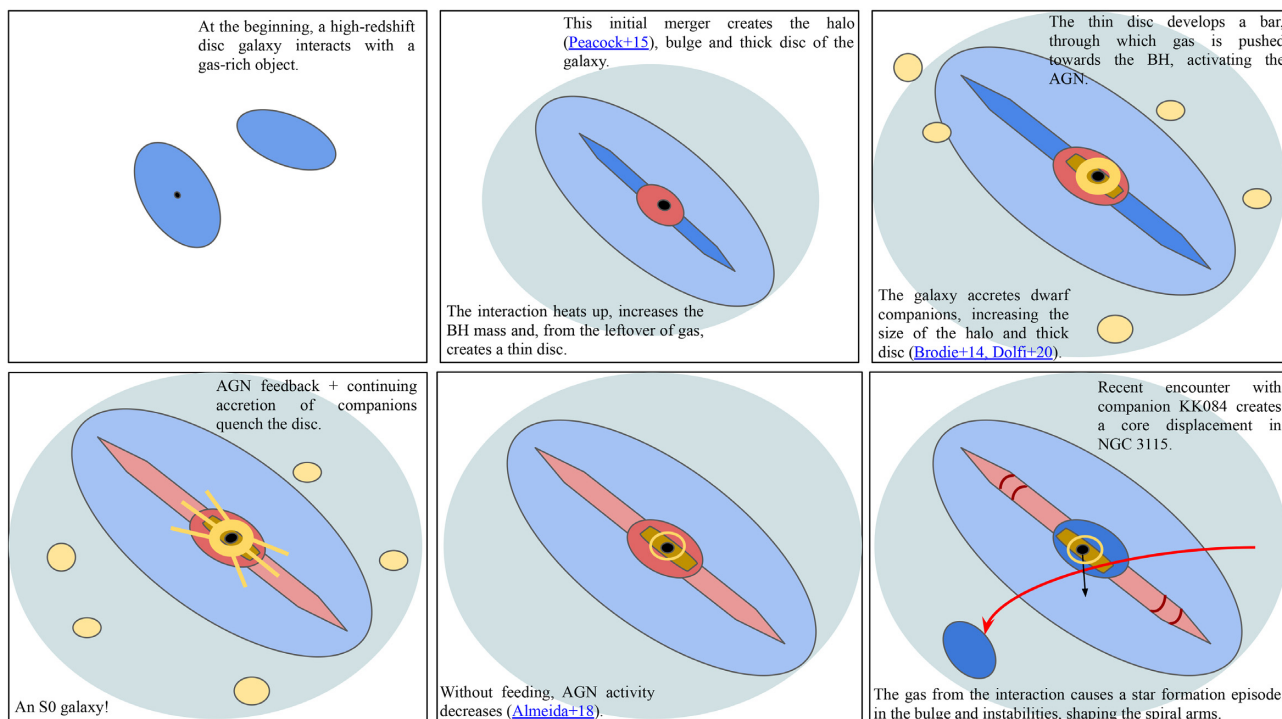 At the beginning, a high-redshift
disc galaxy interacts with a
gas-rich object.
This initial merger creates the halo
(Peacock+15), bulge and thick disc of the
galaxy.
The interaction heats up, increases the
BH mass and, from the leftover of gas,
creates a thin disc.
The thin disc develops a bar,
through which gas is pushed
towards the BH, activating the
AGN.
The galaxy accretes dwarf
companions, increasing the
size of the halo and thick
disc (Brodie+14, Dolfi+20).
AGN feedback + continuing
accretion of companions
quench the disc.
An S0 galaxy!
Without feeding, AGN activity
decreases (Almeida+18).
Recent encounter with
companion KK084 creates
a core displacement in
NGC 3115.
The gas from the interaction causes a star formation episode
in the bulge and instabilities, shaping the spiral arms.